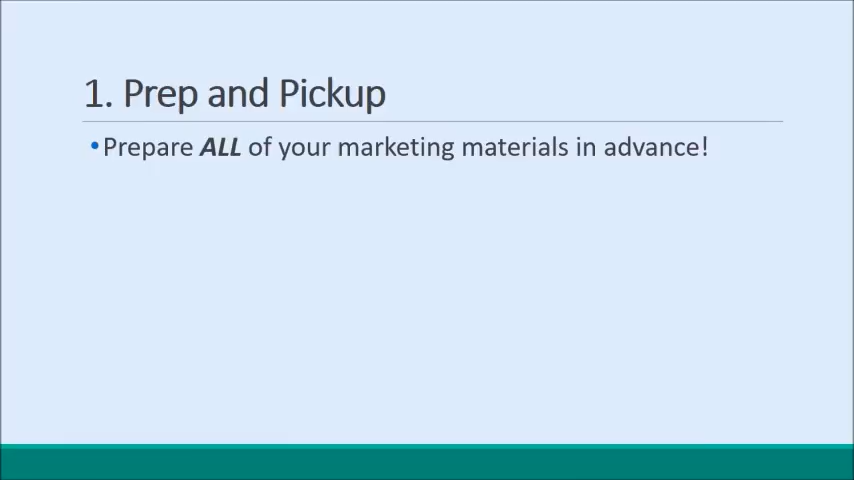 1. Prep and Pickup
•Prepare ALL of your marketing materials in advance!